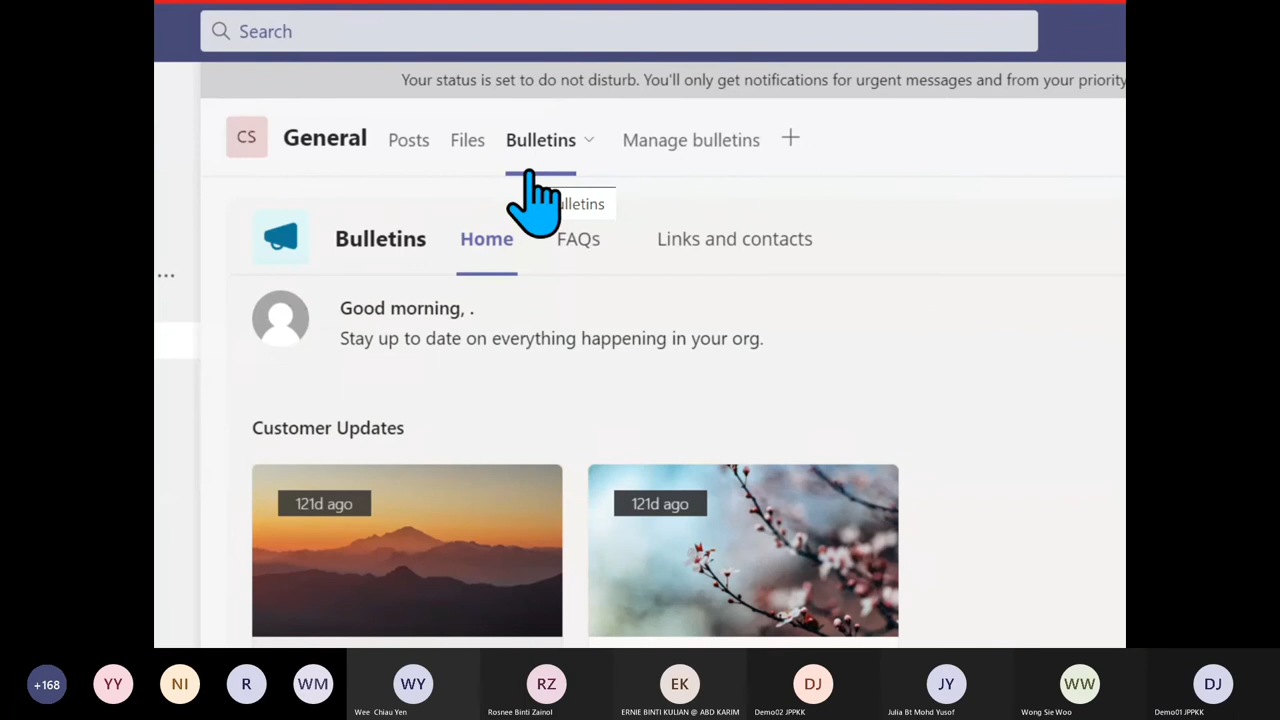 Search
Your status is set to do not disturb. You'll only get notifications for urgent messages and from your priority
CS General Posts Files Bulletins Manage bulletins
ulletins
Bulletins Home FAQs Links and contacts
Good morning, .
Stay up to date on everything happening in your org.
Customer Updates
121d ago 121d ago
+168 YY NI R WM WY RZ EK DJ JY WW DJ
Wee Chiau Yen Rosnee Binti Zainol ERNIE BINTI KULIAN @ ABD KARIM Demo02 JPPKK Julia Bt Mohd Yusof Wong Sie Woo Demo01 JPPKK